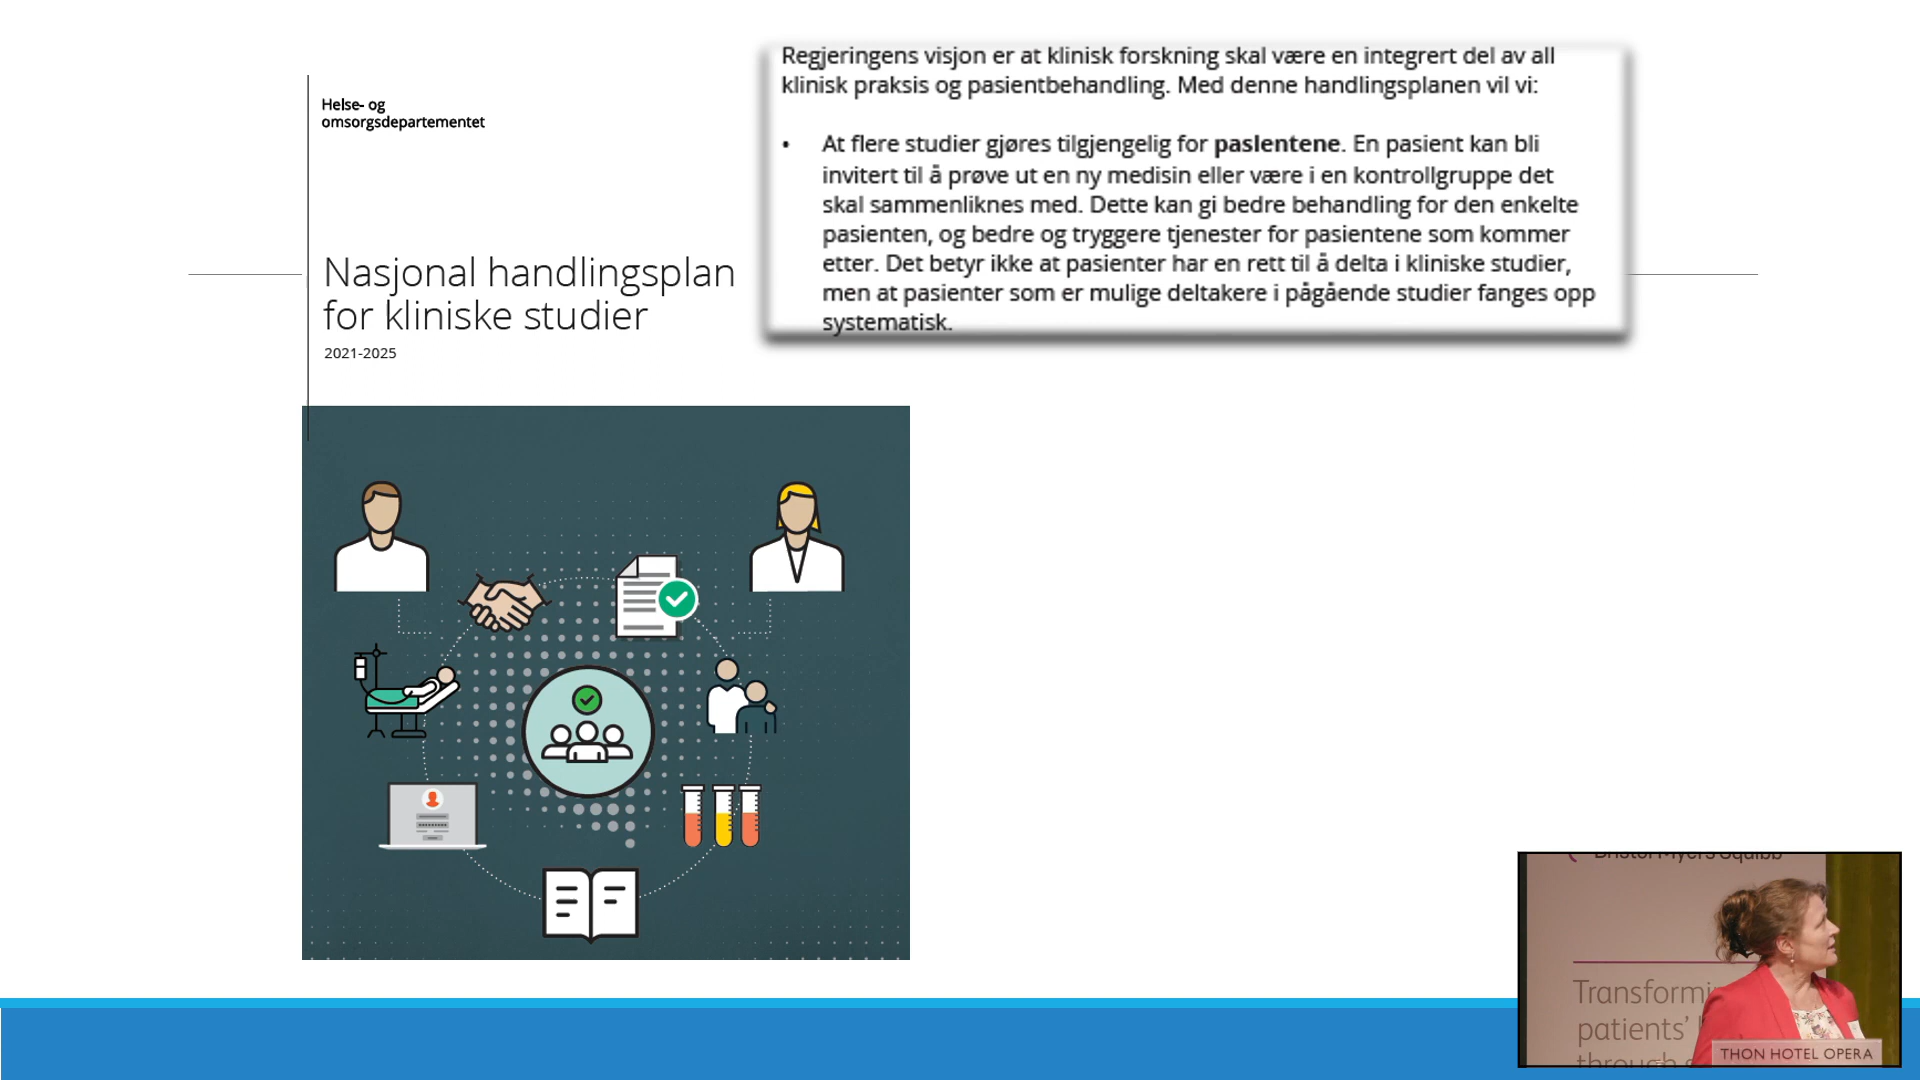 Helse- og
omsorgsdepartementet
Nasjonal handlingsplan
for kliniske studier
2021-2025
Regjeringens visjon er at klinisk forskning skal være en integrert del av all
klinisk praksis og pasientbehandling. Med denne handlingsplanen vil vi:
• At flere studier gjøres tilgjengelig for pasientene. En pasient kan bli
invitert til å prøve ut en ny medisin eller være i en kontrollgruppe det
skal sammenliknes med. Dette kan gi bedre behandling for den enkelte
pasienten, og bedre og tryggere tjenester for pasientene som kommer
etter. Det betyr ikke at pasienter har en rett til å delta i kliniske studier,
men at pasienter som er mulige deltakere i pågående studier fanges opp
systematisk.
Bristol Myers Squibb
Transformi
patients'
through s
THON HOTEL OPERA